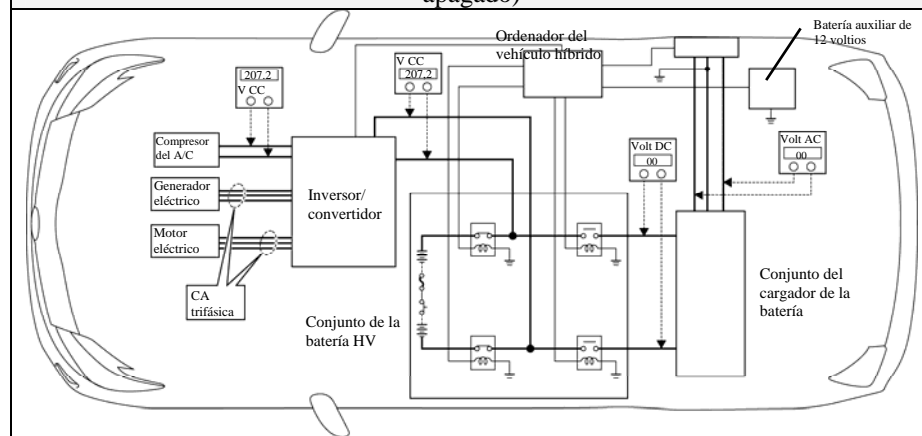 apagado)
Batería auxiliar de
12 voltios
Ordenador del
vehículo híbrido
207.2
V CC
V CC
207,2
Compresor
del A/C
Generador
eléctrico
Motor
eléctrico
Inversor/
convertidor
CA
trifásica
Volt DC
00
Volt AC
00
Conjunto de la
batería HV
Conjunto del
cargador de la
batería